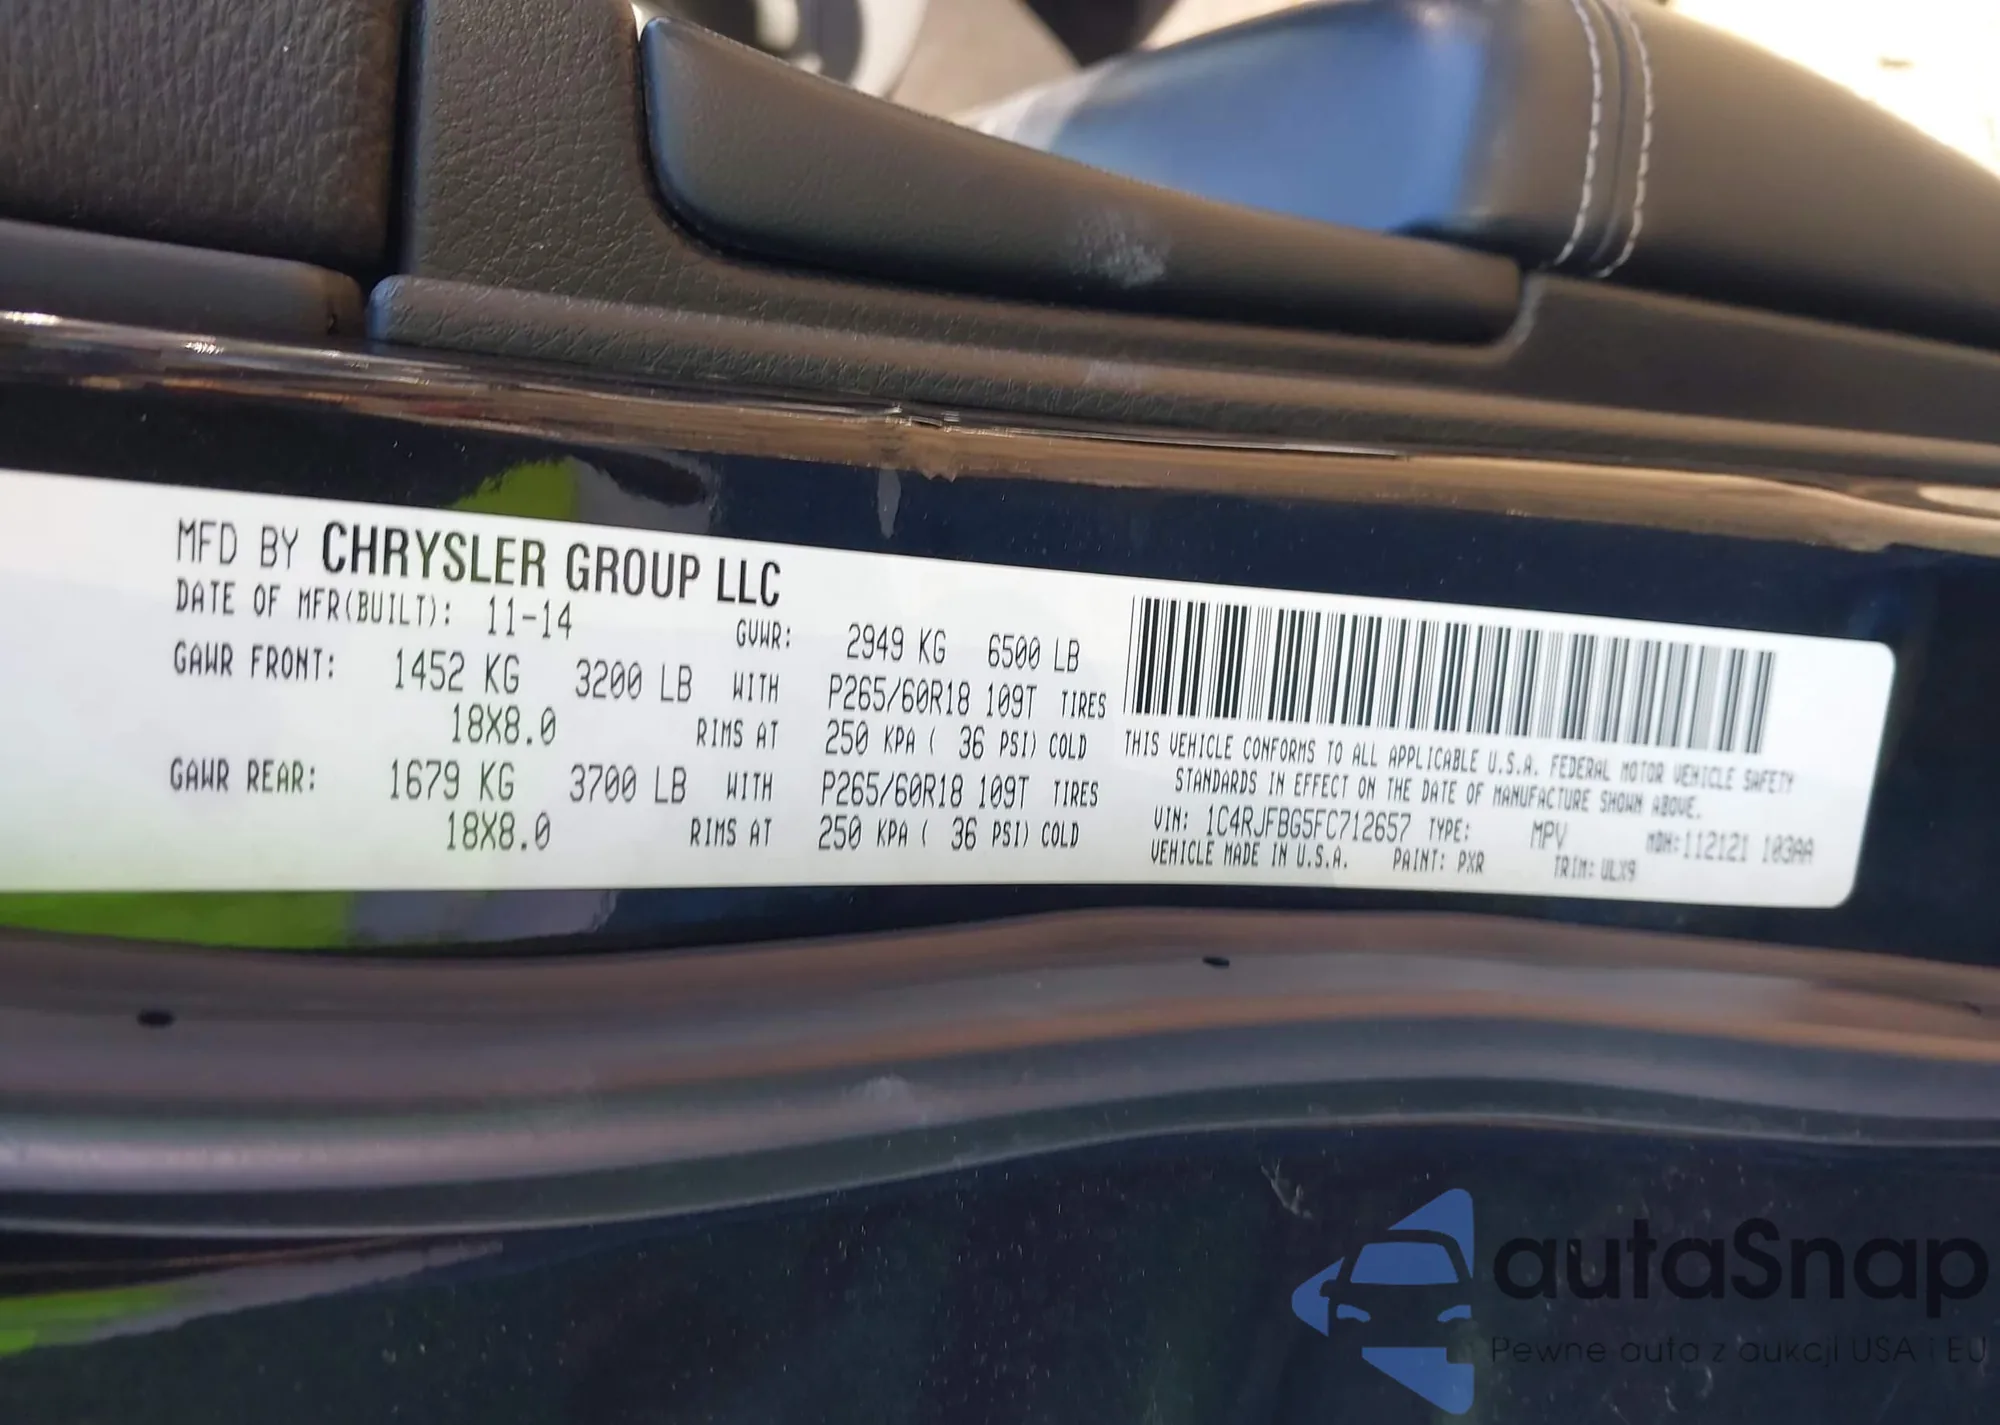 MFD BY CHRYSLER GROUP LLC
DATE OF MFR(BUILT): 11-14 GVWR: 2949 KG 6500 LB
GAWR FRONT: 1452 KG 3200 LB WITH P265/60R18 109T TIRES
18X8.0 RIMS AT 250 KPA ( 36 PSI) COLD
GAWR REAR: 1679 KG 3700 LB WITH P265/60R18 109T TIRES
18X8.0 RIMS AT 250 KPA ( 36 PSI) COLD
THIS VEHICLE CONFORMS TO ALL APPLICABLE U.S.A. FEDERAL MOTOR VEHICLE SAFETY
STANDARDS IN EFFECT ON THE DATE OF MANUFACTURE SHOWN ABOVE.
VIN: 1C4RJFBG5FC712657 TYPE: MPV MDH:112121 103AA
VEHICLE MADE IN U.S.A. PAINT: PXR TRIM: ULX9
autaSnap
Pewne auta z aukcji USA i EU